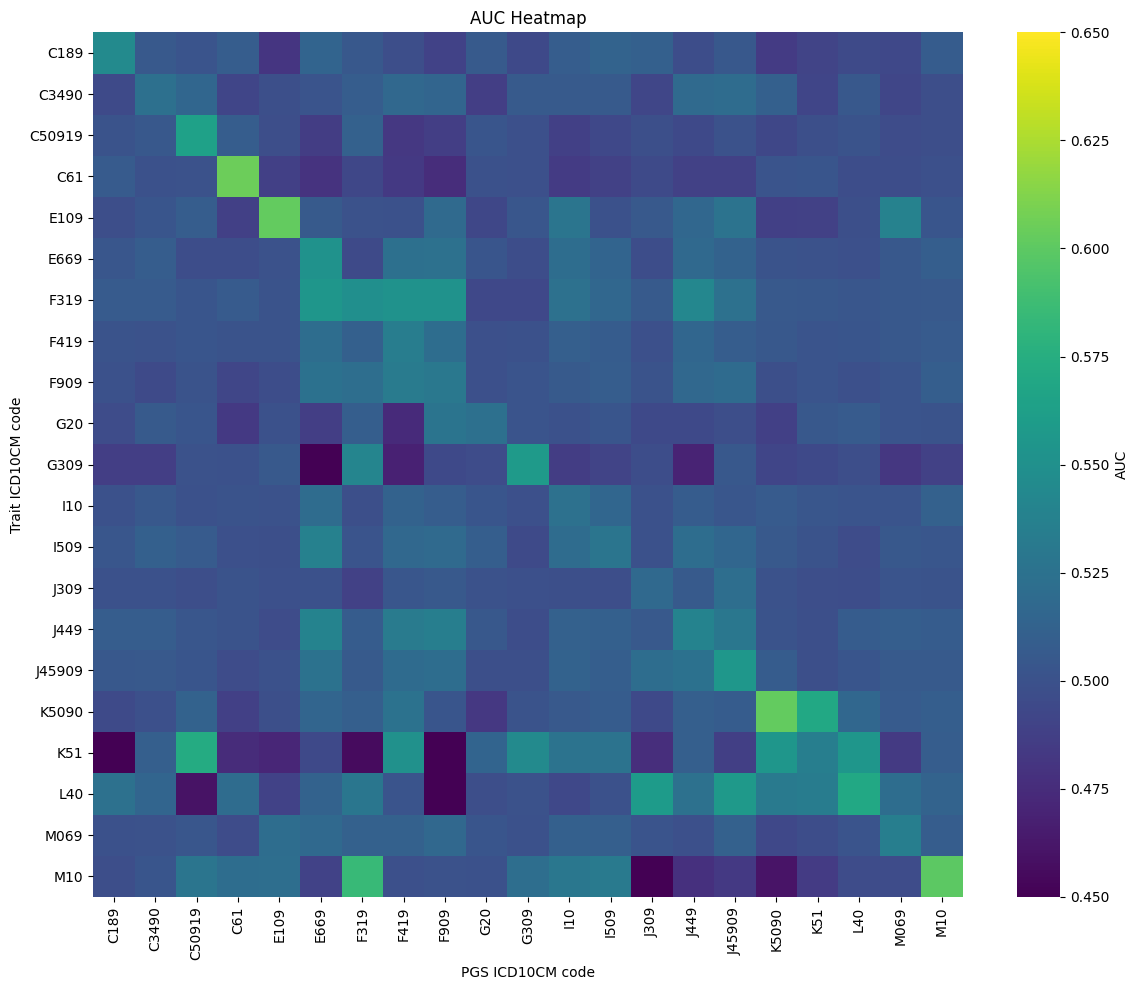 AUC Heatmap
C189
C3490
C50919
C61
E109
E669
F319
F419
F909
G20
G309
I10
I509
J309
J449
J45909
K5090
K51
L40
M069
M10
Trait ICD10CM code
C189
C3490
C50919
C61
E109
E669
F319
F419
F909
G20
G309
I10
I509
J309
J449
J45909
K5090
K51
L40
M069
M10
PGS ICD10CM code
0.650
0.625
0.600
0.575
0.550
0.525
0.500
0.475
0.450
AUC